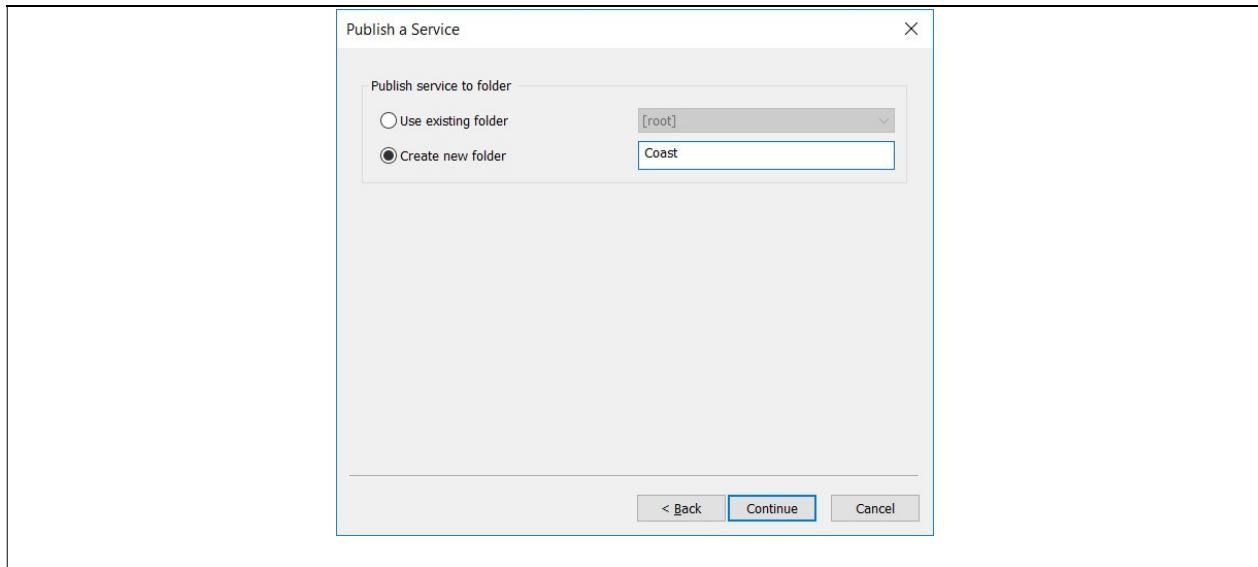 Publish a Service
Publish service to folder
Use existing folder
[root]
Create new folder
Coast
< Back
Continue
Cancel